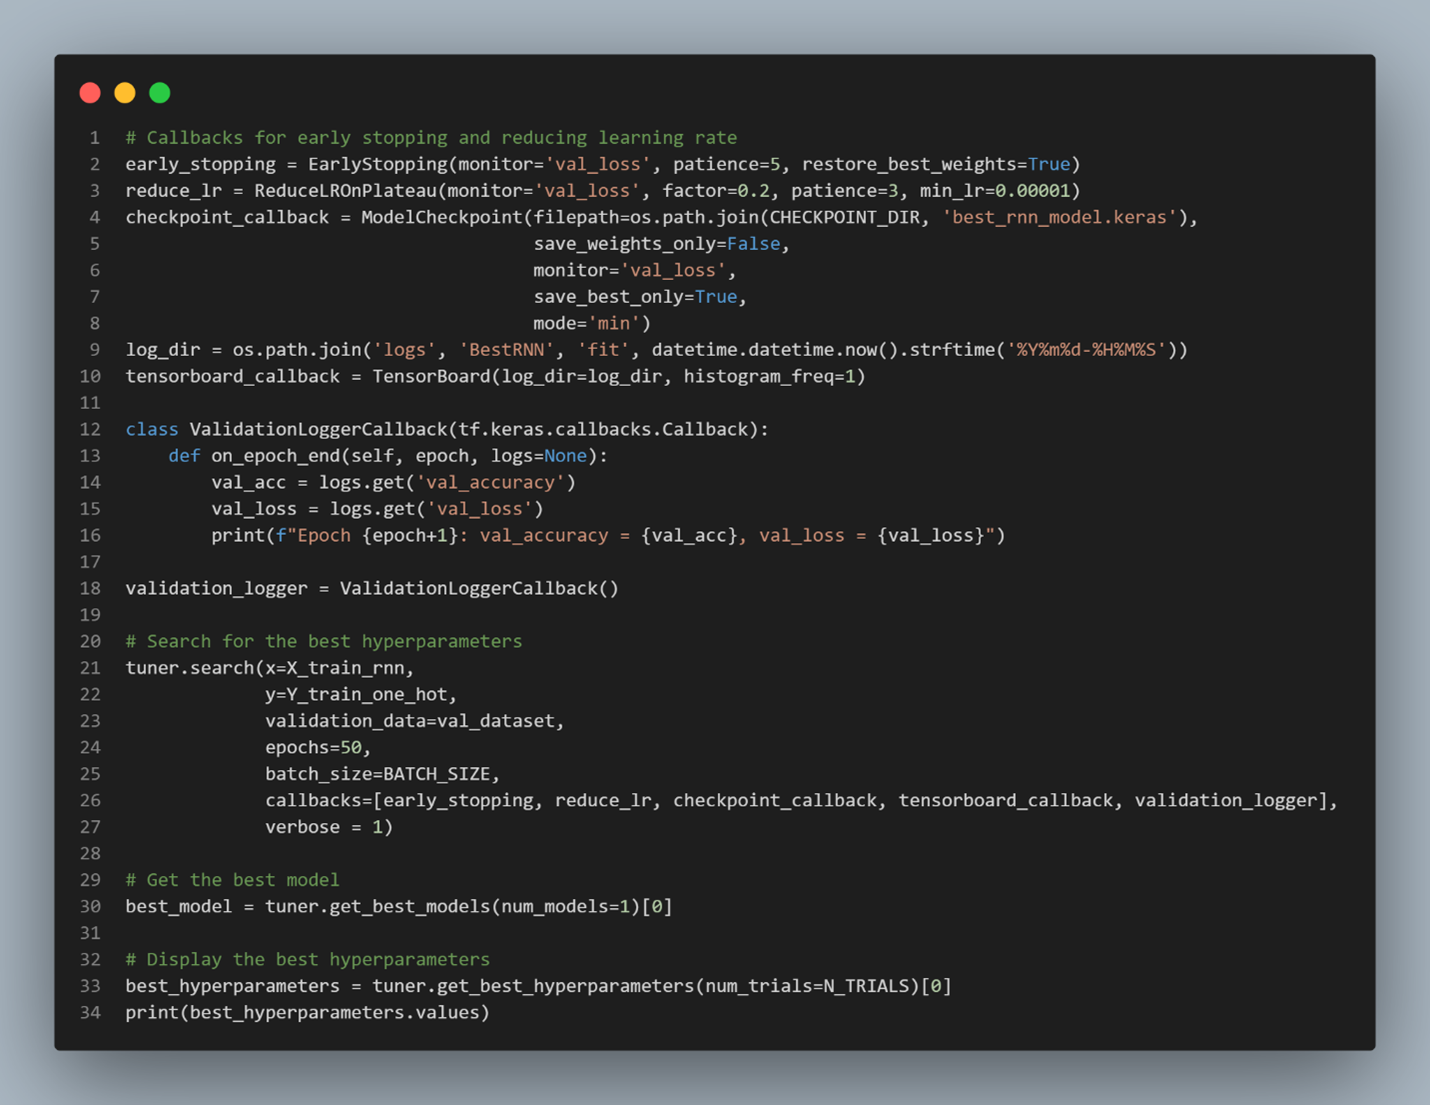 1 # Callbacks for early stopping and reducing learning rate
2 early_stopping = EarlyStopping(monitor='val_loss', patience=5, restore_best_weights=True)
3 reduce_lr = ReduceLROnPlateau(monitor='val_loss', factor=0.2, patience=3, min_lr=0.00001)
4 checkpoint_callback = ModelCheckpoint(filepath=os.path.join(CHECKPOINT_DIR, 'best_rnn_model.keras'),
5                                       save_weights_only=False,
6                                       monitor='val_loss',
7                                       save_best_only=True,
8                                       mode='min')
9 log_dir = os.path.join('logs', 'BestRNN', 'fit', datetime.datetime.now().strftime('%Y%m%d-%H%M%S'))
10 tensorboard_callback = TensorBoard(log_dir=log_dir, histogram_freq=1)
11
12 class ValidationLoggerCallback(tf.keras.callbacks.Callback):
13     def on_epoch_end(self, epoch, logs=None):
14         val_acc = logs.get('val_accuracy')
15         val_loss = logs.get('val_loss')
16         print(f"Epoch {epoch+1}: val_accuracy = {val_acc}, val_loss = {val_loss}")
17
18 validation_logger = ValidationLoggerCallback()
19
20 # Search for the best hyperparameters
21 tuner.search(x=X_train_rnn,
22              y=Y_train_one_hot,
23              validation_data=val_dataset,
24              epochs=50,
25              batch_size=BATCH_SIZE,
26              callbacks=[early_stopping, reduce_lr, checkpoint_callback, tensorboard_callback, validation_logger],
27              verbose = 1)
28
29 # Get the best model
30 best_model = tuner.get_best_models(num_models=1)[0]
31
32 # Display the best hyperparameters
33 best_hyperparameters = tuner.get_best_hyperparameters(num_trials=N_TRIALS)[0]
34 print(best_hyperparameters.values)